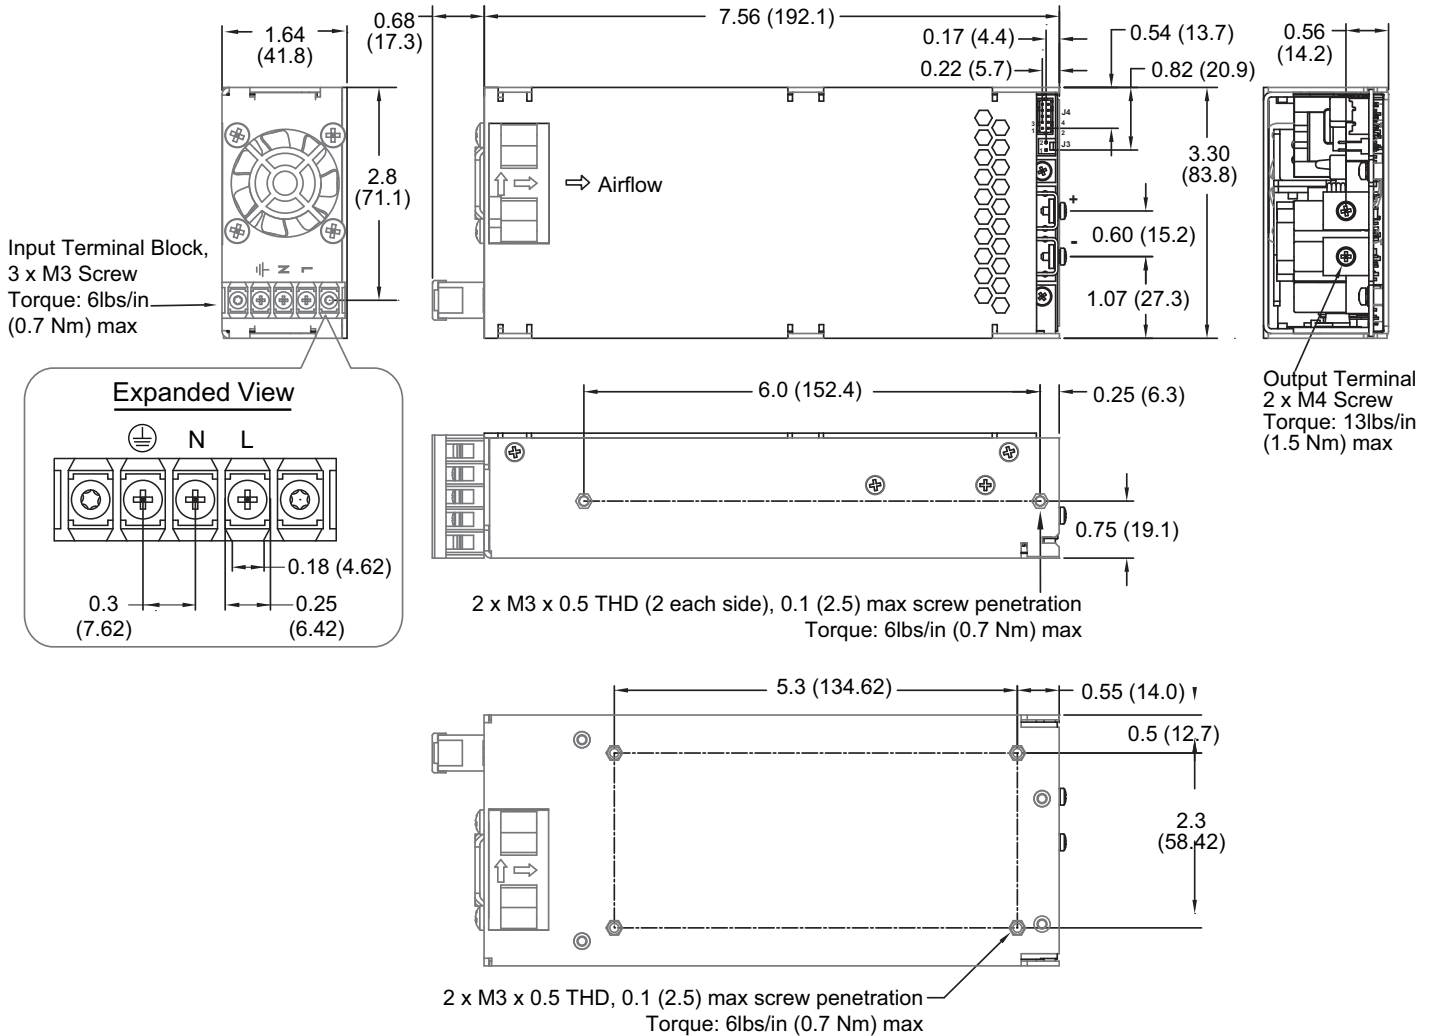 1.64
(41.8)
0.68
(17.3)
7.56 (192.1)
0.17 (4.4)
0.22 (5.7)
0.54 (13.7)
0.82 (20.9)
0.56
(14.2)
J4
3 4
1 2
J3
2
1
2.8
(71.1)
Airflow
3.30
(83.8)
+
0.60 (15.2)
-
1.07 (27.3)
Input Terminal Block,
3 x M3 Screw
Torque: 6lbs/in
(0.7 Nm) max
N L
Output Terminal
2 x M4 Screw
Torque: 13lbs/in
(1.5 Nm) max
Expanded View
N L
0.18 (4.62)
0.3
(7.62)
0.25
(6.42)
6.0 (152.4)
0.25 (6.3)
0.75 (19.1)
2 x M3 x 0.5 THD (2 each side), 0.1 (2.5) max screw penetration
Torque: 6lbs/in (0.7 Nm) max
5.3 (134.62)
0.55 (14.0)
0.5 (12.7)
2.3
(58.42)
2 x M3 x 0.5 THD, 0.1 (2.5) max screw penetration
Torque: 6lbs/in (0.7 Nm) max